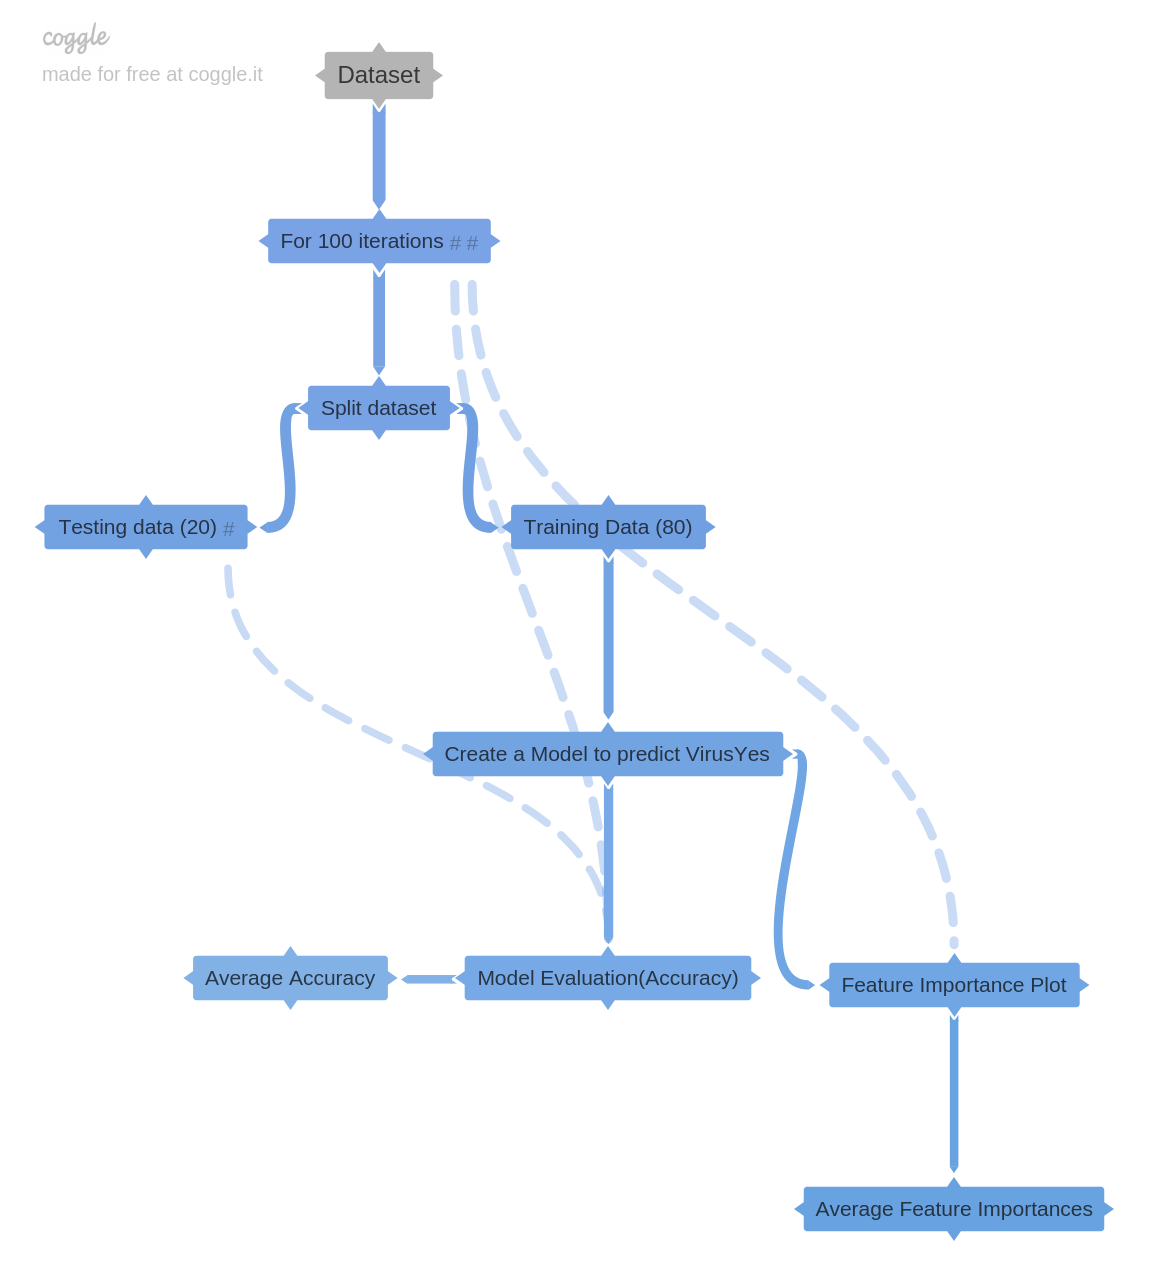 coggle
made for free at coggle.it
Dataset
For 100 iterations # #
Split dataset
Testing data (20) #
Training Data (80)
Create a Model to predict VirusYes
Average Accuracy
Model Evaluation(Accuracy)
Feature Importance Plot
Average Feature Importances